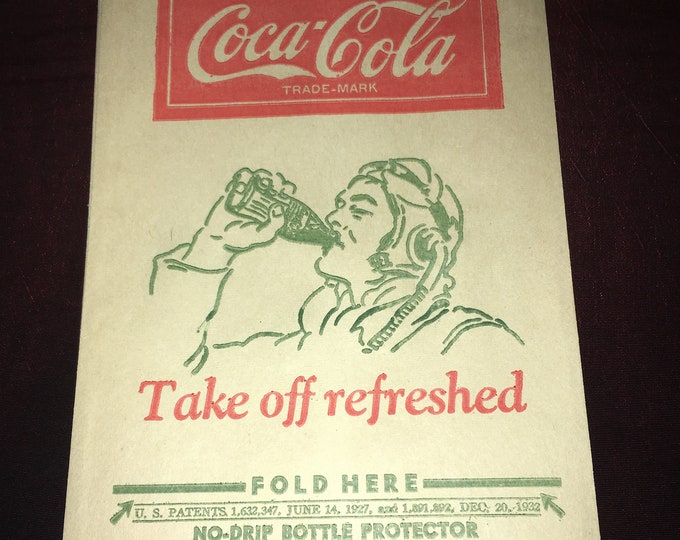 Coca-Cola
TRADE-MARK
Take off refreshed
FOLD HERE
U. S. PATENTS, 1,632,347, JUNE 14, 1927, and 1,891,892, DEC. 20, 1932
NO-DRIP BOTTLE PROTECTOR